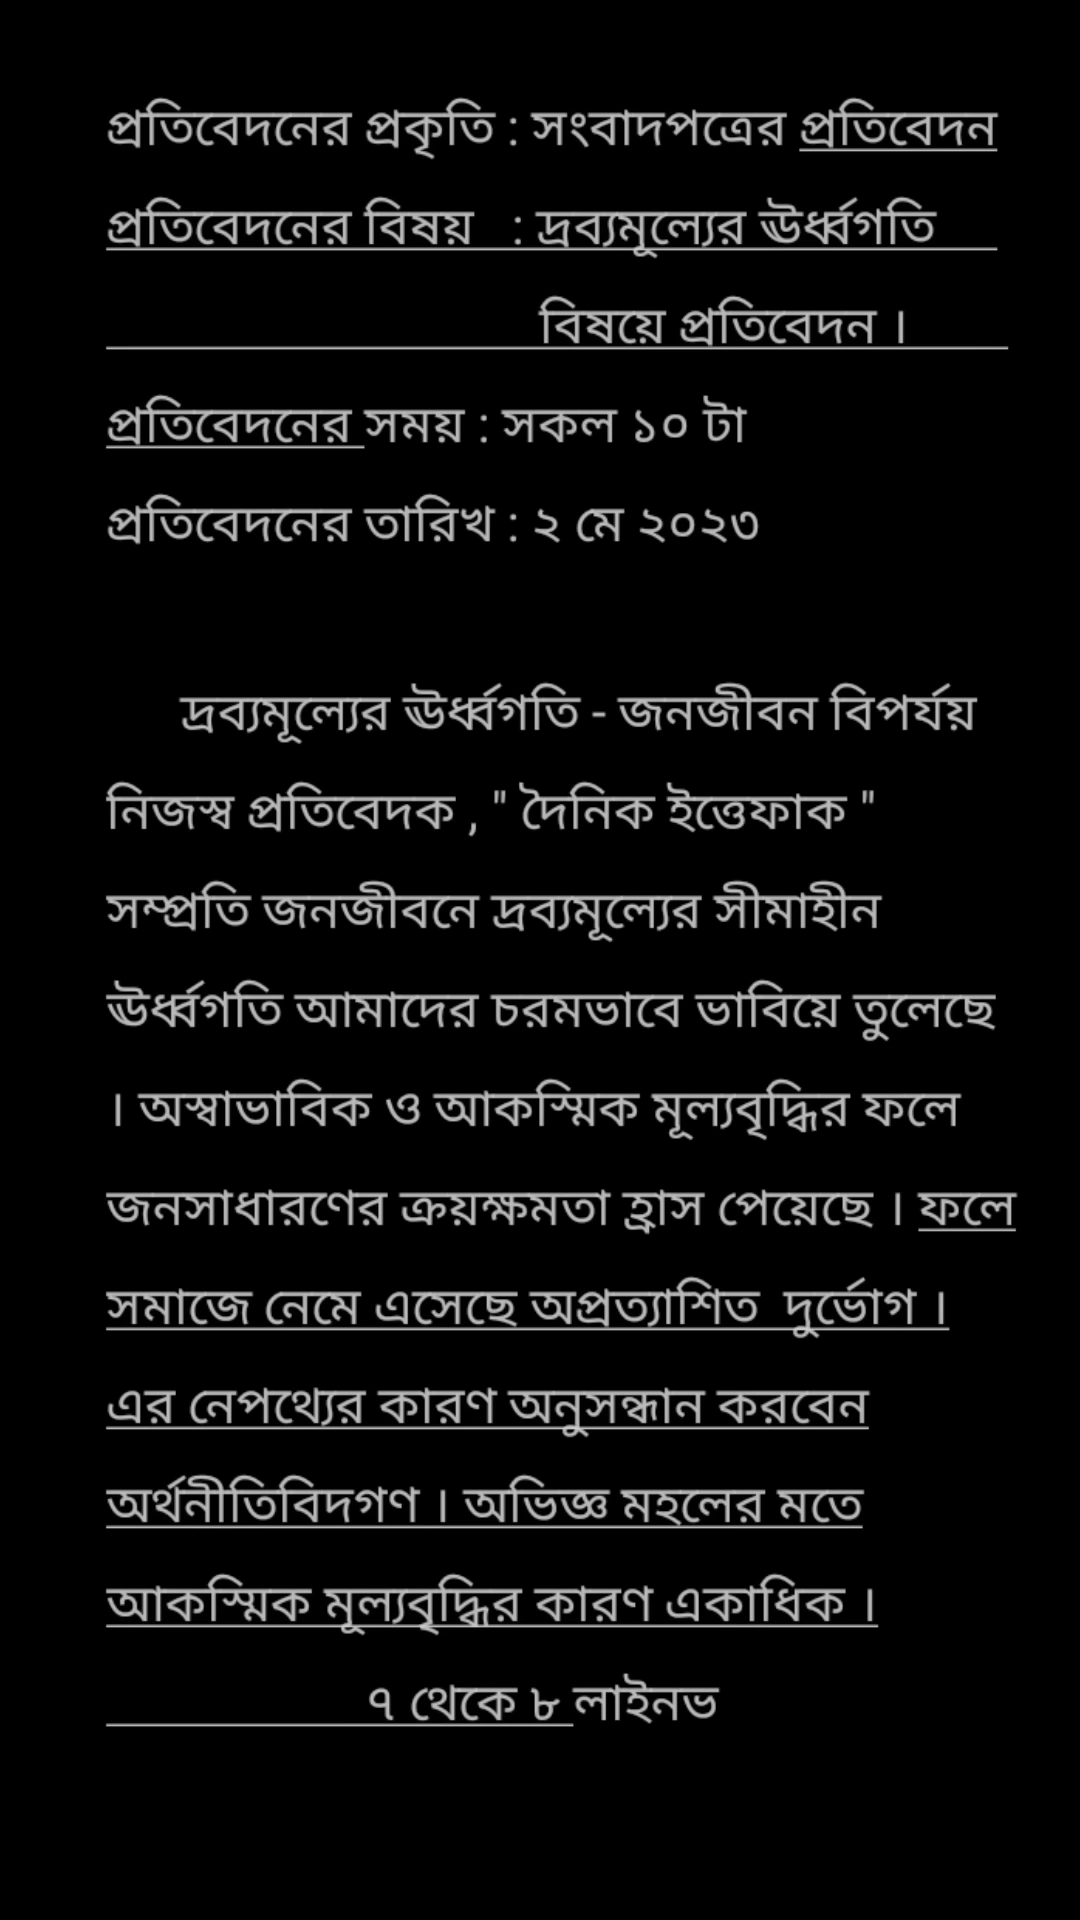 প্রতিবেদনের প্রকৃতি : সংবাদপত্রের প্রতিবেদন
প্রতিবেদনের বিষয় : দ্রব্যমূল্যের ঊর্ধ্বগতি
বিষয়ে প্রতিবেদন ।
প্রতিবেদনের সময় : সকল ১০ টা
প্রতিবেদনের তারিখ : ২ মে ২০২৩
দ্রব্যমূল্যের ঊর্ধ্বগতি - জনজীবন বিপর্যয়
নিজস্ব প্রতিবেদক , " দৈনিক ইত্তেফাক "
সম্প্রতি জনজীবনে দ্রব্যমূল্যের সীমাহীন
ঊর্ধ্বগতি আমাদের চরমভাবে ভাবিয়ে তুলেছে
। অস্বাভাবিক ও আকস্মিক মূল্যবৃদ্ধির ফলে
জনসাধারণের ক্রয়ক্ষমতা হ্রাস পেয়েছে । ফলে
সমাজে নেমে এসেছে অপ্রত্যাশিত দুর্ভোগ ।
এর নেপথ্যের কারণ অনুসন্ধান করবেন
অর্থনীতিবিদগণ । অভিজ্ঞ মহলের মতে
আকস্মিক মূল্যবৃদ্ধির কারণ একাধিক ।
৭ থেকে ৮ লাইনভ